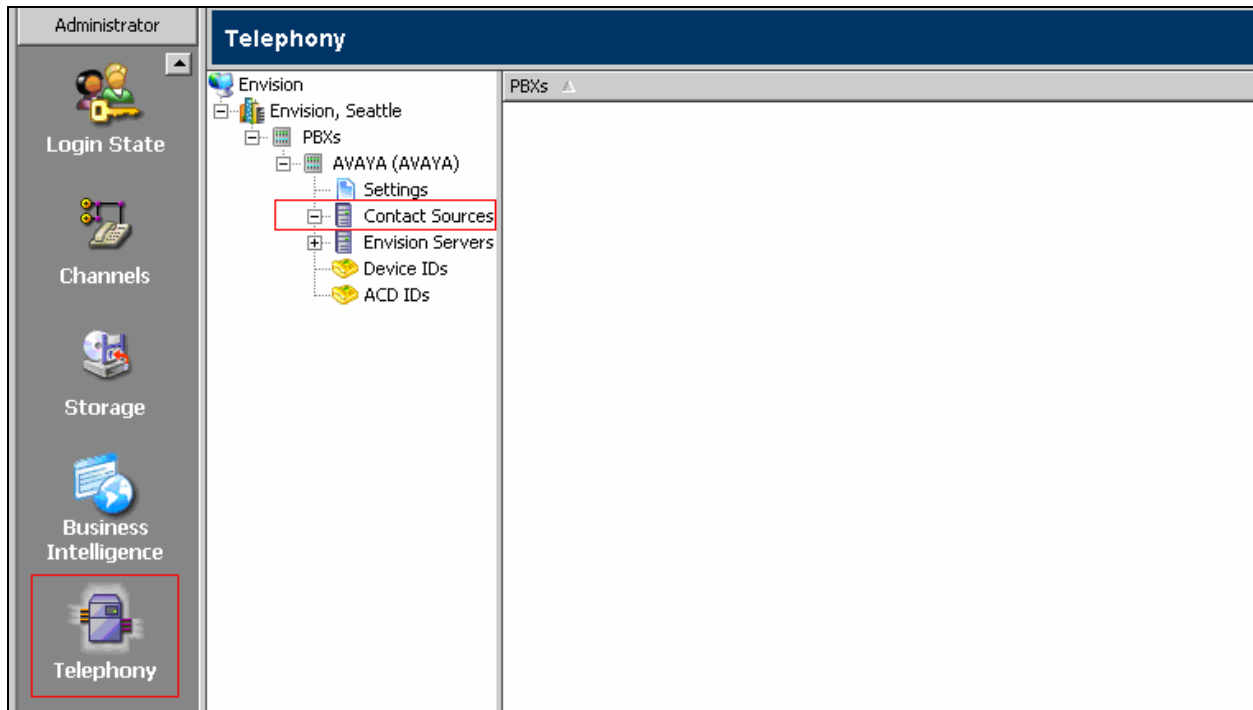 Administrator
Login State
Channels
Storage
Business
Intelligence
Telephony
Telephony
Envision
Envision, Seattle
PBXs
AVAYA (AVAYA)
Settings
Contact Sources
Envision Servers
Device IDs
ACD IDs
PBXs